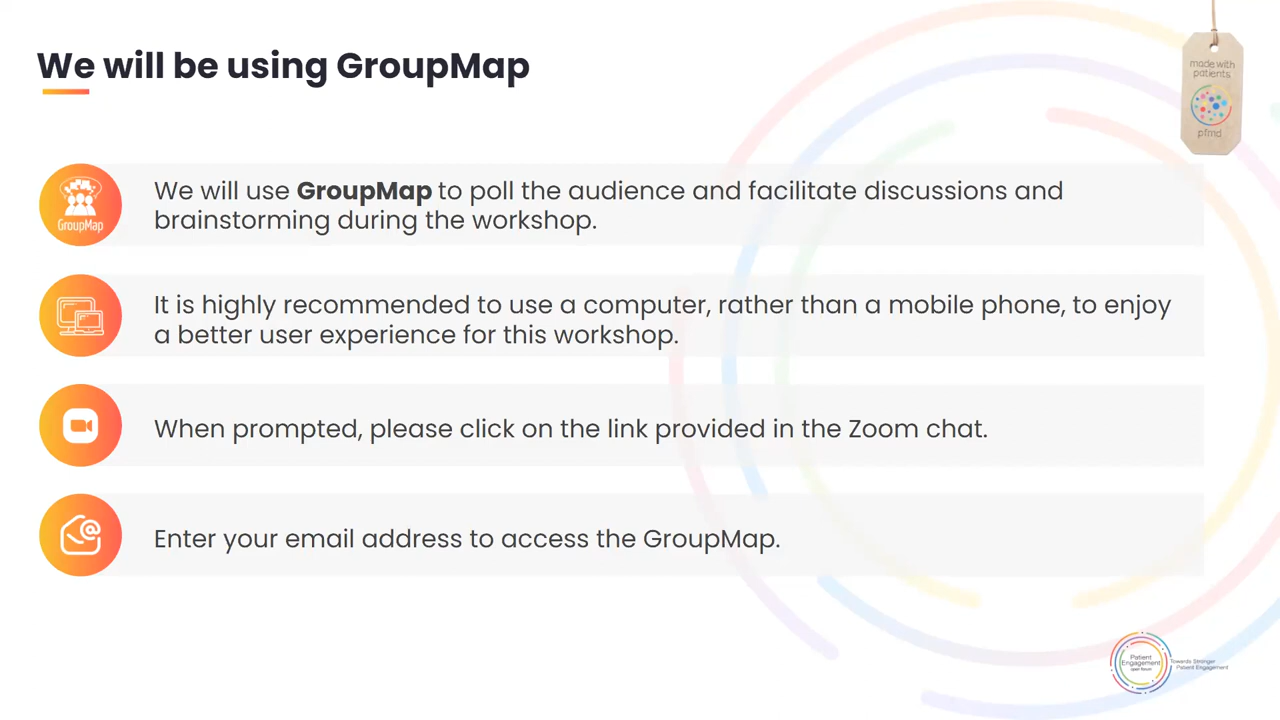 We will be using GroupMap
made with
patients
pfmd
GroupMap
We will use GroupMap to poll the audience and facilitate discussions and
brainstorming during the workshop.
It is highly recommended to use a computer, rather than a mobile phone, to enjoy
a better user experience for this workshop.
When prompted, please click on the link provided in the Zoom chat.
@
Enter your email address to access the GroupMap.
Patient
Engagement
open forum
Towards Stronger
Patient Engagement